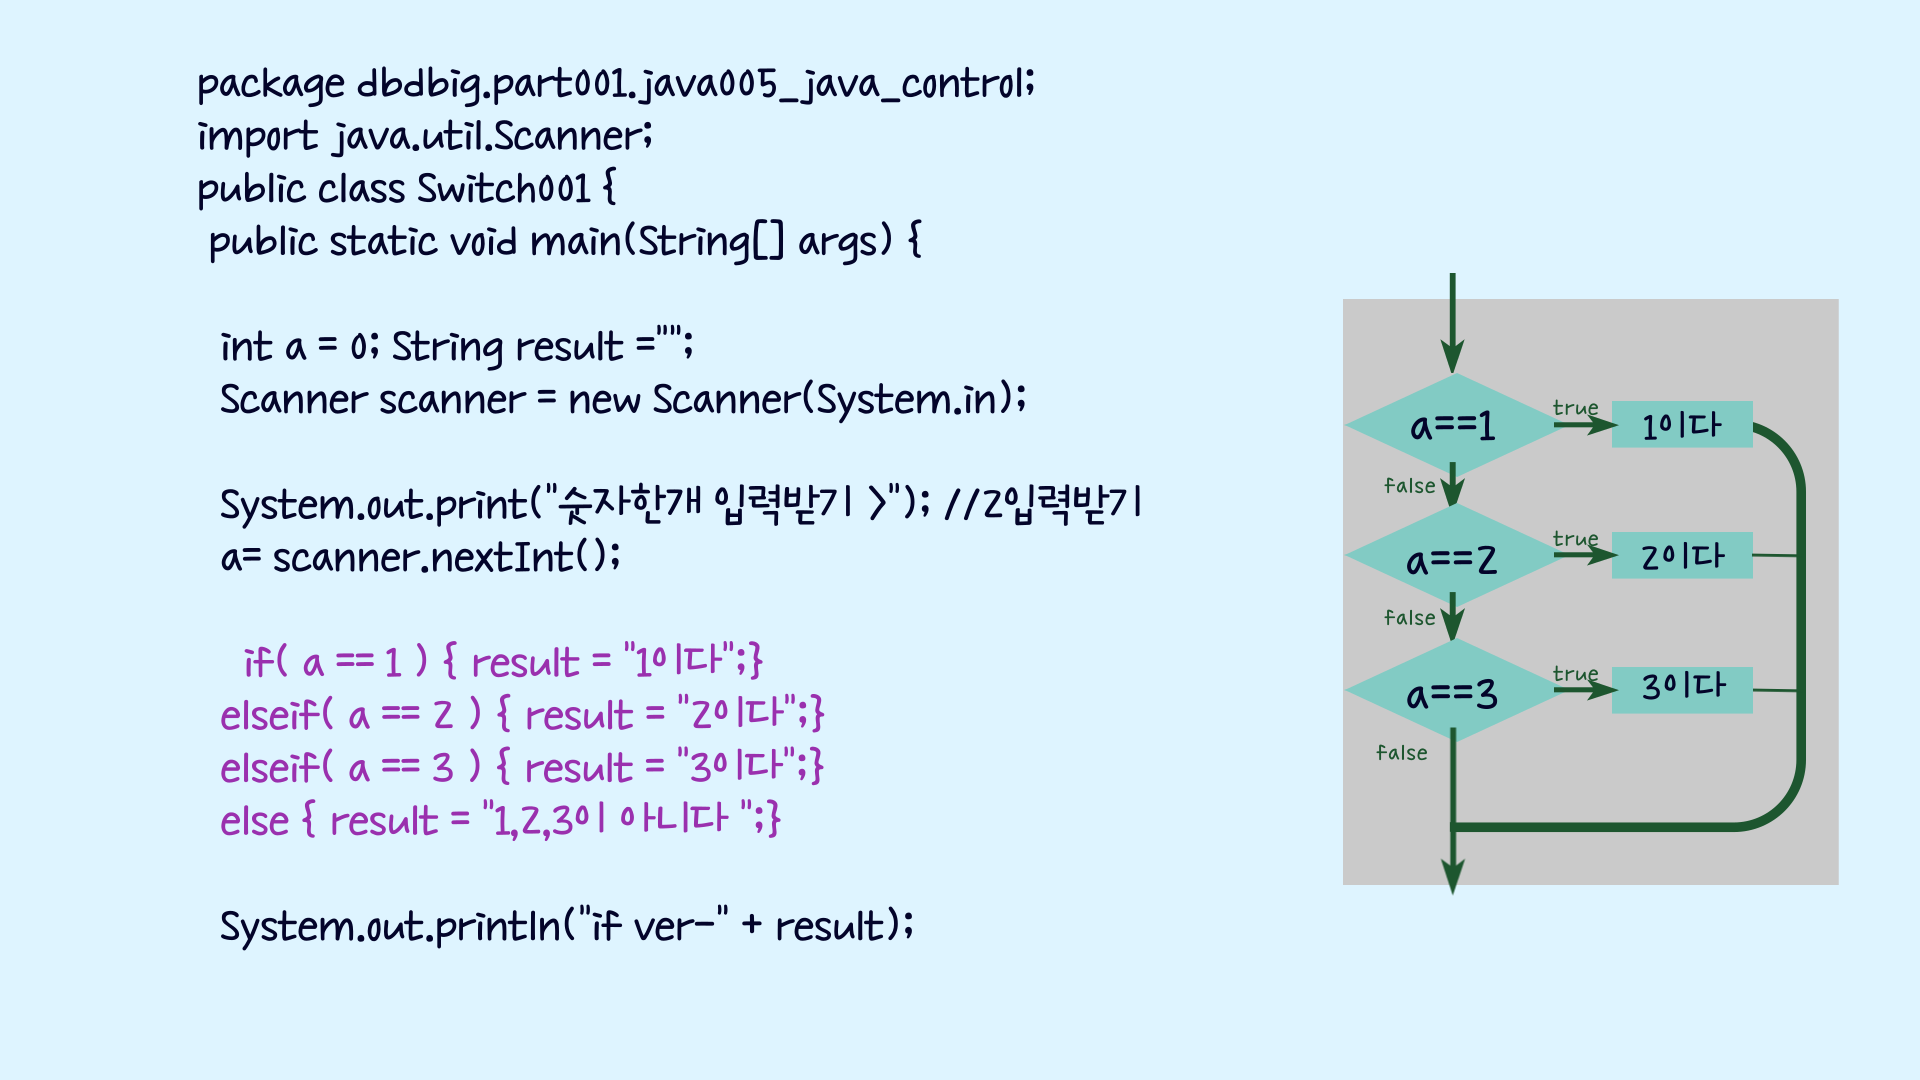 package dbdbig.part001.java005_java_control;
import java.util.Scanner;
public class Switch001 {
public static void main(String[] args) {
int a = 0; String result ="";
Scanner scanner = new Scanner(System.in);
System.out.print("숫자한개 입력받기 >"); //2입력받기
a= scanner.nextInt();
if( a == 1 ) { result = "1이다";}
elseif( a == 2 ) { result = "2이다";}
elseif( a == 3 ) { result = "3이다";}
else { result = "1,2,3이 아니다 ";}
System.out.println("if ver-" + result);
a==1
true
1이다
false
a==2
true
2이다
false
a==3
true
3이다
false